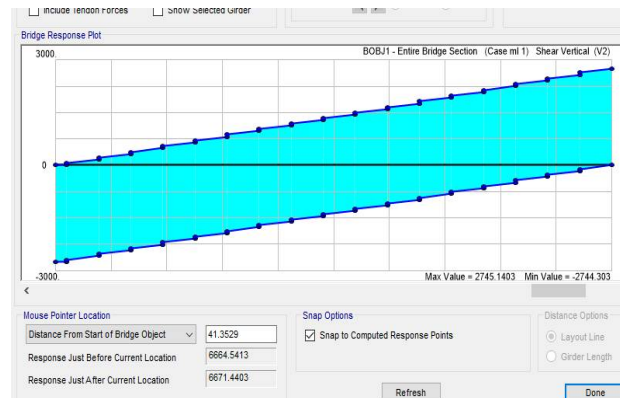 Include Tendon Forces Show Selected Girder
Bridge Response Plot
BOBJ1 - Entire Bridge Section (Case ml 1) Shear Vertical (V2)
3000.
0
-3000.
Max Value = 2745.1403 Min Value = -2744.303
<
Mouse Pointer Location
Distance From Start of Bridge Object 41.3529
Response Just Before Current Location 6664.5413
Response Just After Current Location 6671.4403
Snap Options
Snap to Computed Response Points
Distance Options
Layout Line
Girder Length
Refresh
Done